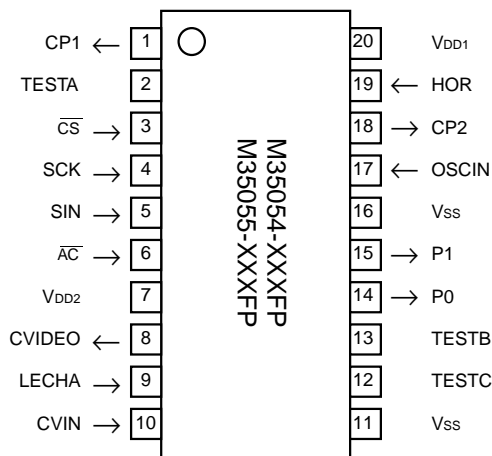 CP1 ← 1 20 VDD1
TESTA 2 19 ← HOR
CS → 3 18 → CP2
SCK → 4 17 ← OSCIN
SIN → 5 16 VSS
AC → 6 15 → P1
VDD2 7 14 → P0
CVIDEO ← 8 13 TESTB
LECHA → 9 12 TESTC
CVIN → 10 11 VSS
M35054-XXXFP
M35055-XXXFP